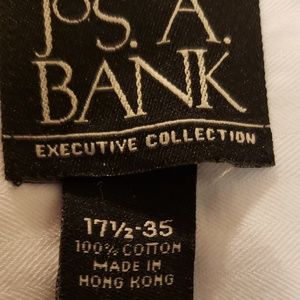 JOS. A.
BANK
EXECUTIVE COLLECTION
17½-35
100% COTTON
MADE IN
HONG KONG